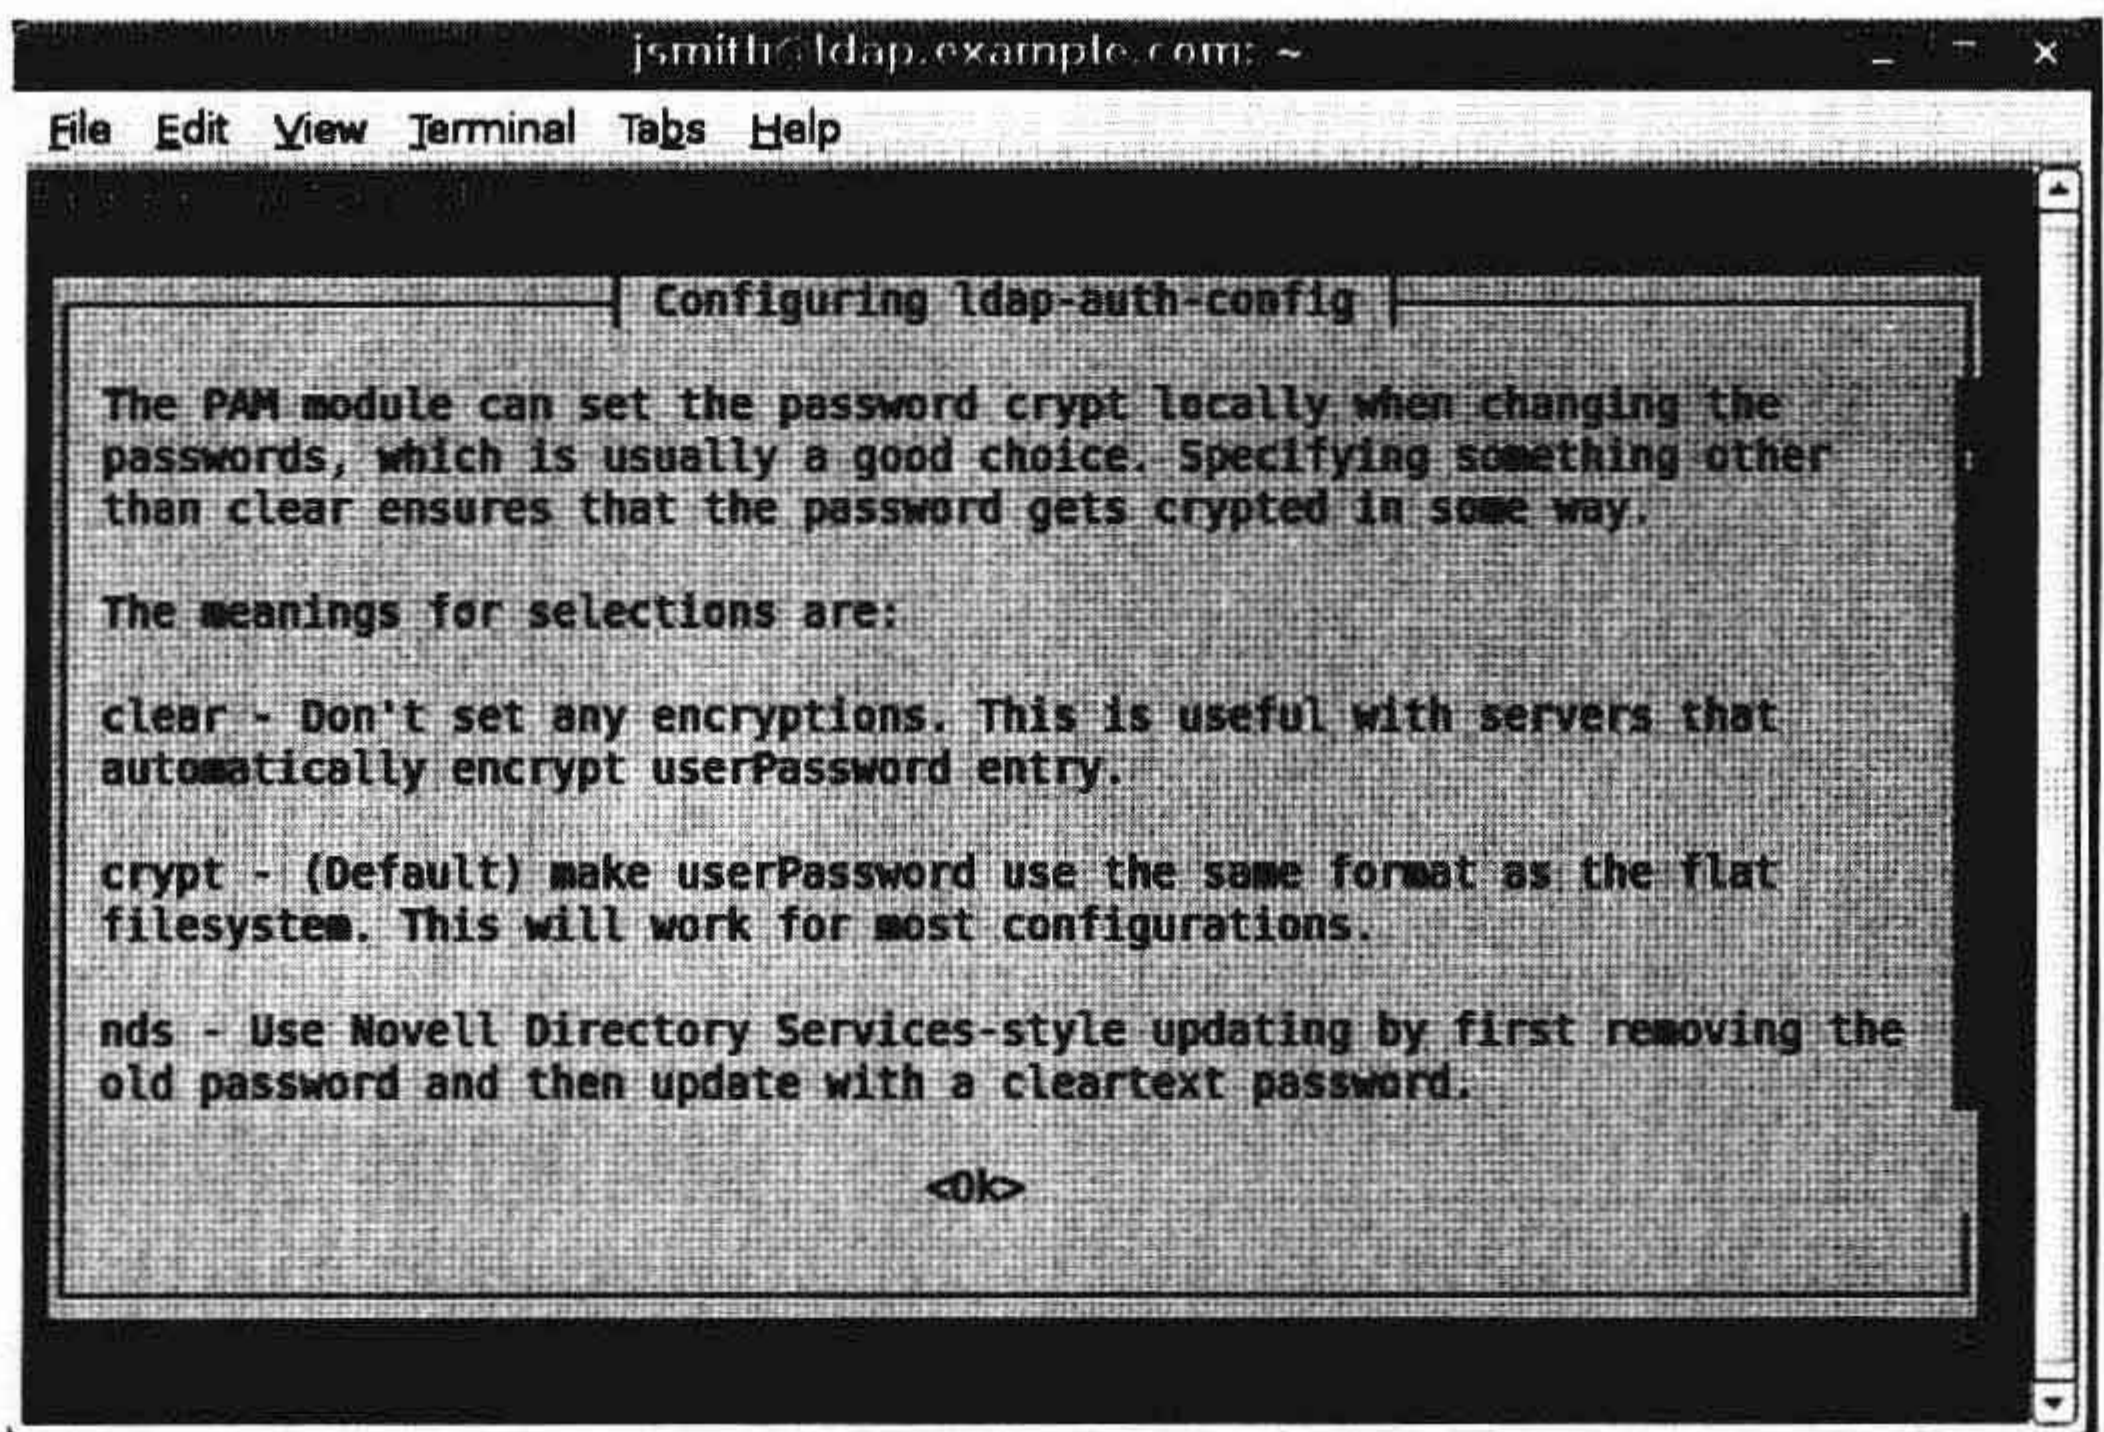 jsmith@ldap.example.com: ~
File Edit View Terminal Tabs Help
Configuring ldap-auth-config
The PAM module can set the password crypt locally when changing the
passwords, which is usually a good choice. Specifying something other
than clear ensures that the password gets crypted in some way.
The meanings for selections are:
clear - Don't set any encryptions. This is useful with servers that
automatically encrypt userPassword entry.
crypt - (Default) make userPassword use the same format as the flat
filesystem. This will work for most configurations.
nds - Use Novell Directory Services-style updating by first removing the
old password and then update with a cleartext password.
<Ok>